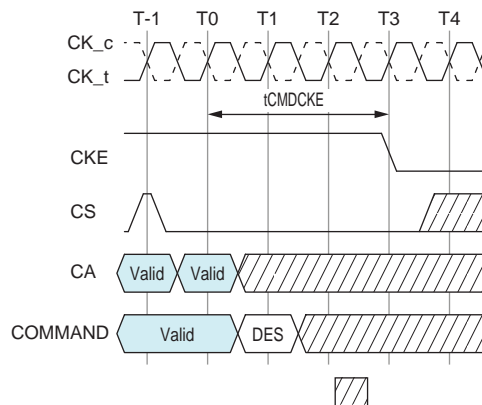 T-1 T0 T1 T2 T3 T4
CK_c
CK_t
tCMDCKE
CKE
CS
CA Valid Valid
COMMAND Valid DES